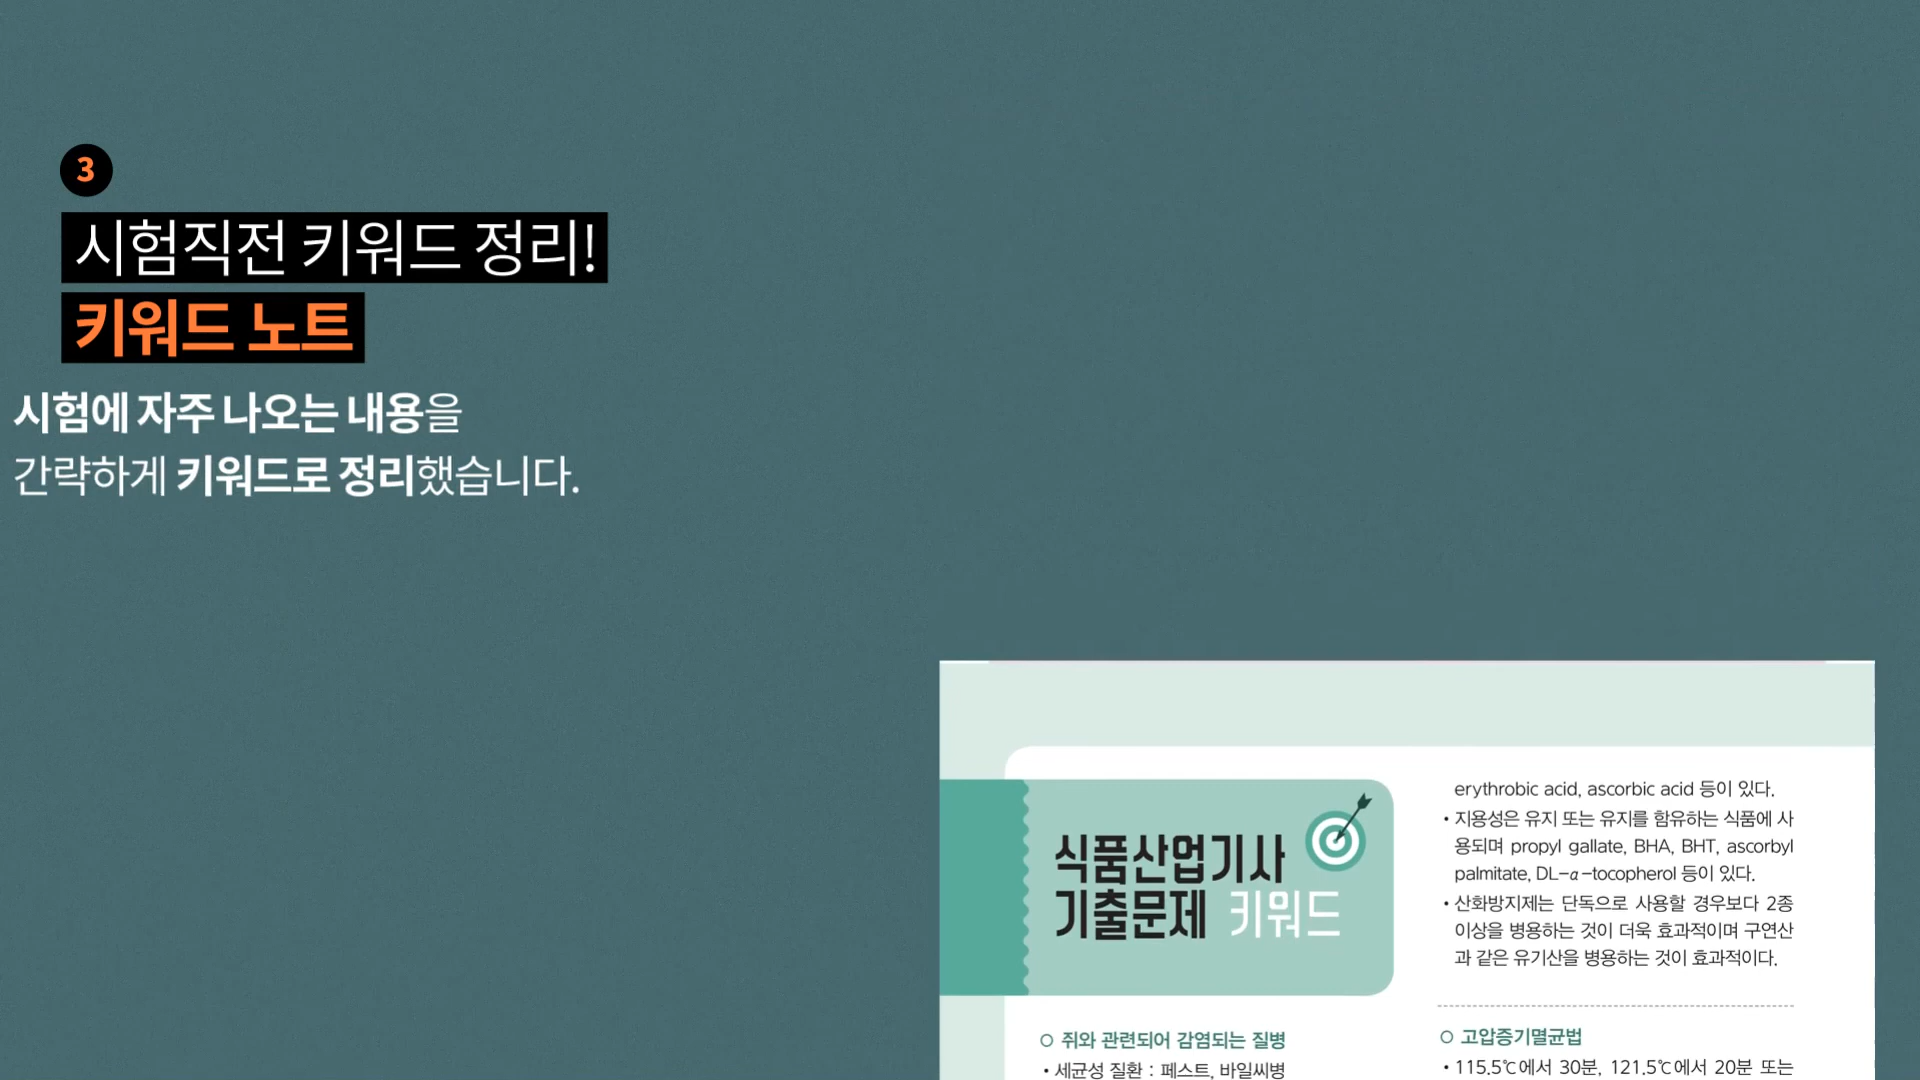 3
시험직전 키워드 정리!
키워드 노트
시험에 자주 나오는 내용을
간략하게 키워드로 정리했습니다.
식품산업기사
기출문제 키워드
쥐와 관련되어 감염되는 질병
• 세균성 질환 : 페스트, 바일씨병
erythrobic acid, ascorbic acid 등이 있다.
• 지용성은 유지 또는 유지를 함유하는 식품에 사
용되며 propyl gallate, BHA, BHT, ascorbyl
palmitate, DL-α-tocopherol 등이 있다.
• 산화방지제는 단독으로 사용할 경우보다 2종
이상을 병용하는 것이 더욱 효과적이며 구연산
과 같은 유기산을 병용하는 것이 효과적이다.
고압증기멸균법
• 115.5℃에서 30분, 121.5℃에서 20분 또는